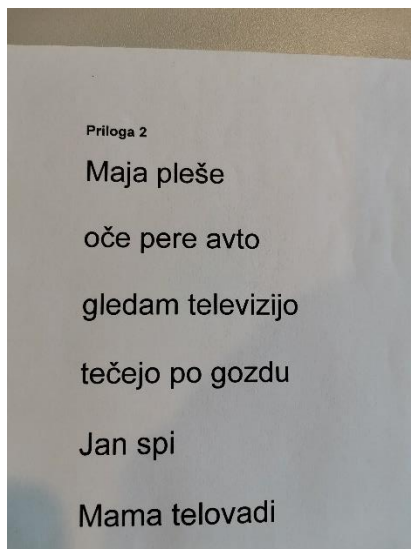 Priloga 2
Maja pleše
oče pere avto
gledam televizijo
tečejo po gozdu
Jan spi
Mama telovadi